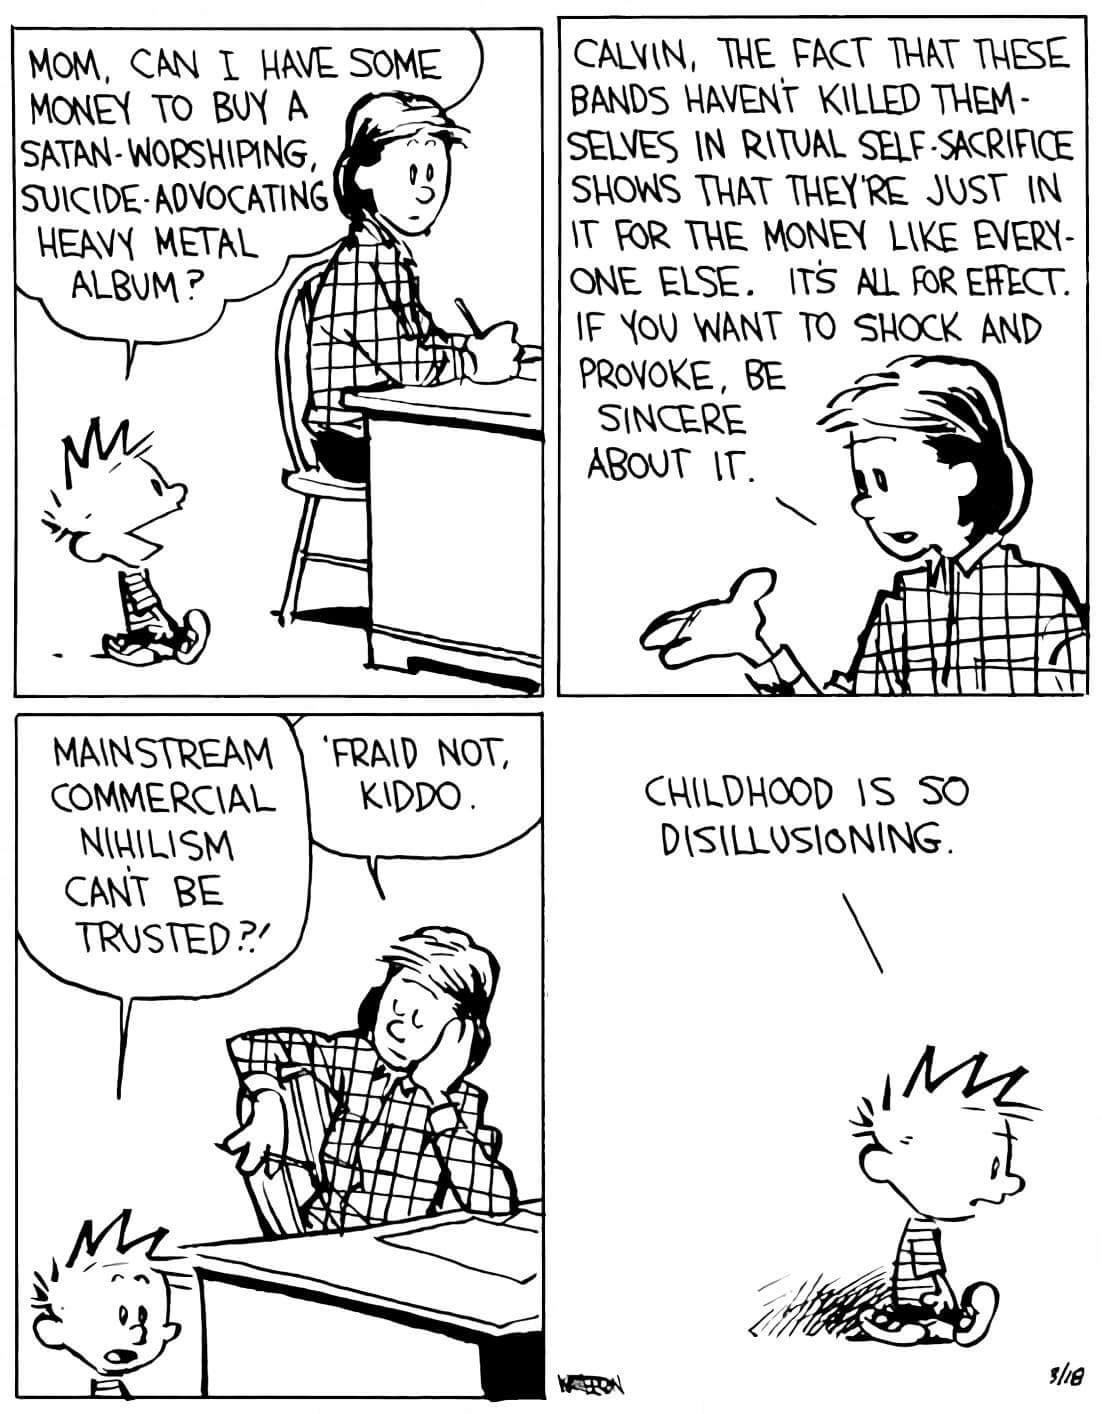 MOM, CAN I HAVE SOME
MONEY TO BUY A
SATAN-WORSHIPING,
SUICIDE-ADVOCATING
HEAVY METAL
ALBUM?
CALVIN, THE FACT THAT THESE
BANDS HAVEN'T KILLED THEM-
SELVES IN RITUAL SELF-SACRIFICE
SHOWS THAT THEY'RE JUST IN
IT FOR THE MONEY LIKE EVERY-
ONE ELSE. IT'S ALL FOR EFFECT.
IF YOU WANT TO SHOCK AND
PROVOKE, BE
SINCERE
ABOUT IT.
MAINSTREAM
COMMERCIAL
NIHILISM
CAN'T BE
TRUSTED?!
'FRAID NOT,
KIDDO.
CHILDHOOD IS SO
DISILLUSIONING.
WATTERSON
3/18